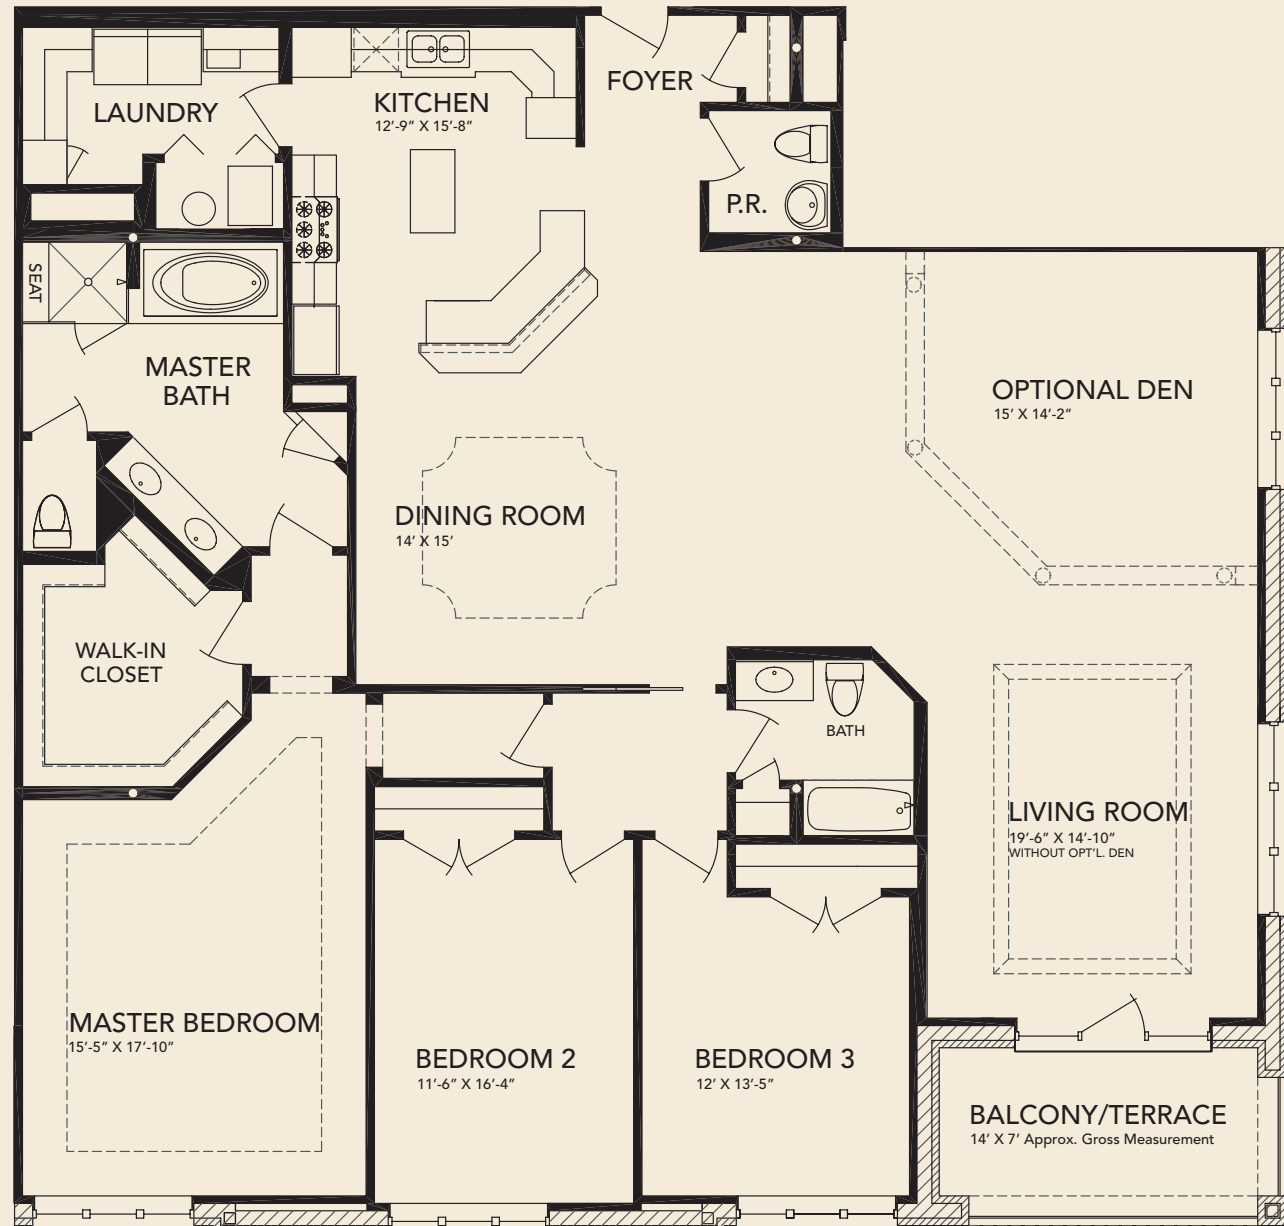 FOYER
LAUNDRY
KITCHEN
12'-9" X 15'-8"
P.R.
SEAT
MASTER
BATH
OPTIONAL DEN
15' X 14'-2"
DINING ROOM
14' X 15'
WALK-IN
CLOSET
BATH
LIVING ROOM
19'-6" X 14'-10"
WITHOUT OPT'L. DEN
MASTER BEDROOM
15'-5" X 17'-10"
BEDROOM 2
11'-6" X 16'-4"
BEDROOM 3
12' X 13'-5"
BALCONY/TERRACE
14' X 7' Approx. Gross Measurement